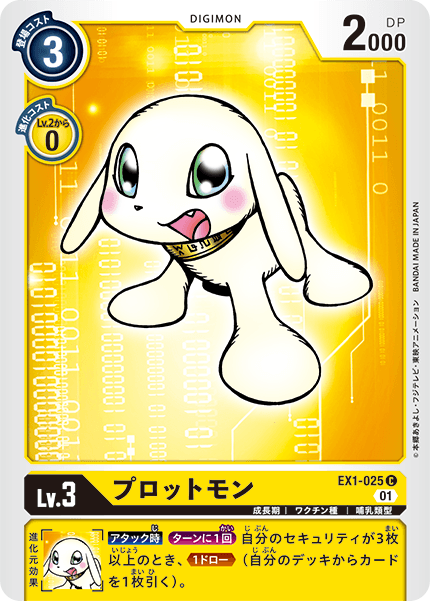 登場コスト
3
DIGIMON
DP
2000
進化コスト
Lv.2から
0
©本郷あきよし・フジテレビ・東映アニメーション BANDAI MADE IN JAPAN
EX1-025 C
01
Lv.3
プロットモン
成長期 | ワクチン種 | 哺乳類型
進化元効果
アタック時 ターンに1回 自分のセキュリティが3枚
以上のとき、1ドロー（自分のデッキからカード
を1枚引く）。